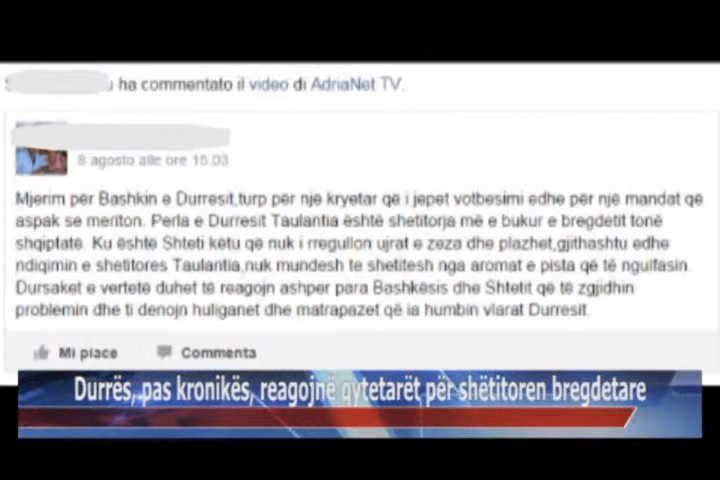 ha commentato il video di AdriaNet TV.
8 agosto alle ore 15.03
Mjerim për Bashkin e Durresit,turp për një kryetar që i jepet votbesimi edhe për një mandat që
aspak se meriton. Perla e Durresit Taulantia është shetitorja më e bukur e bregdetit tonë
shqiptatë. Ku është Shteti këtu që nuk i rregullon ujrat e zeza dhe plazhet,gjithashtu edhe
ndiqimin e shetitores Taulantia,nuk mundesh te shetitesh nga aromat e pista që të ngulfasin.
Dursaket e vertetë duhet të reagojn ashper para Bashkësis dhe Shtetit që të zgjidhin
problemin dhe ti denojn huliganet dhe matrapazet që ia humbin vlarat Durresit.
Mi piace Commenta
Durrës, pas kronikës, reagojnë qytetarët për shëtitoren bregdetare